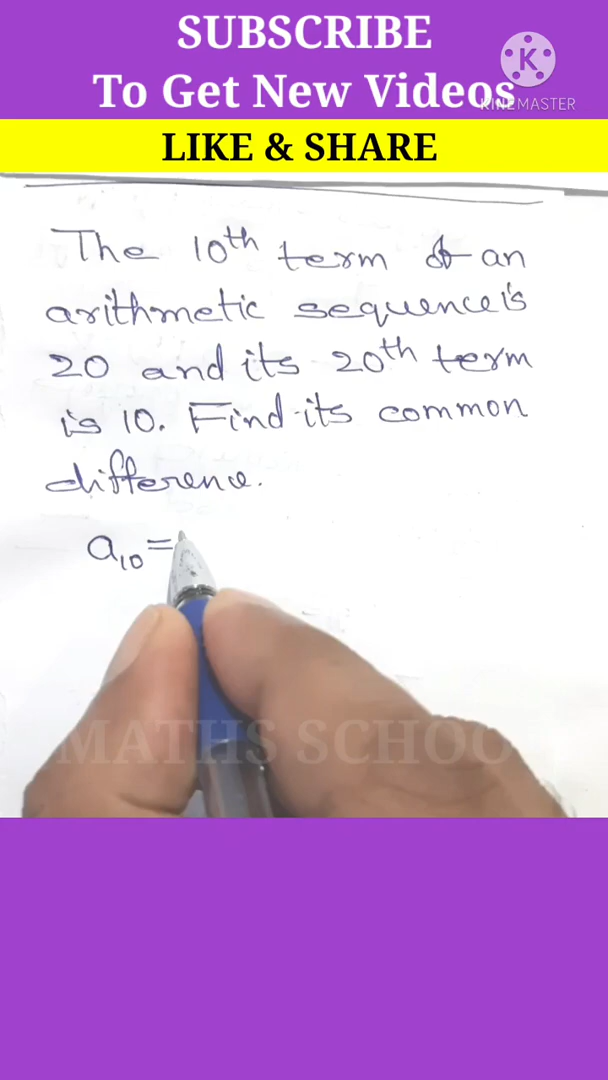 SUBSCRIBE
To Get New Videos
KINEMASTER
LIKE & SHARE
The 10th term of an
arithmetic sequence is
20 and its 20th term
is 10. Find its common
difference.
a10 =
MATHS SCHOO